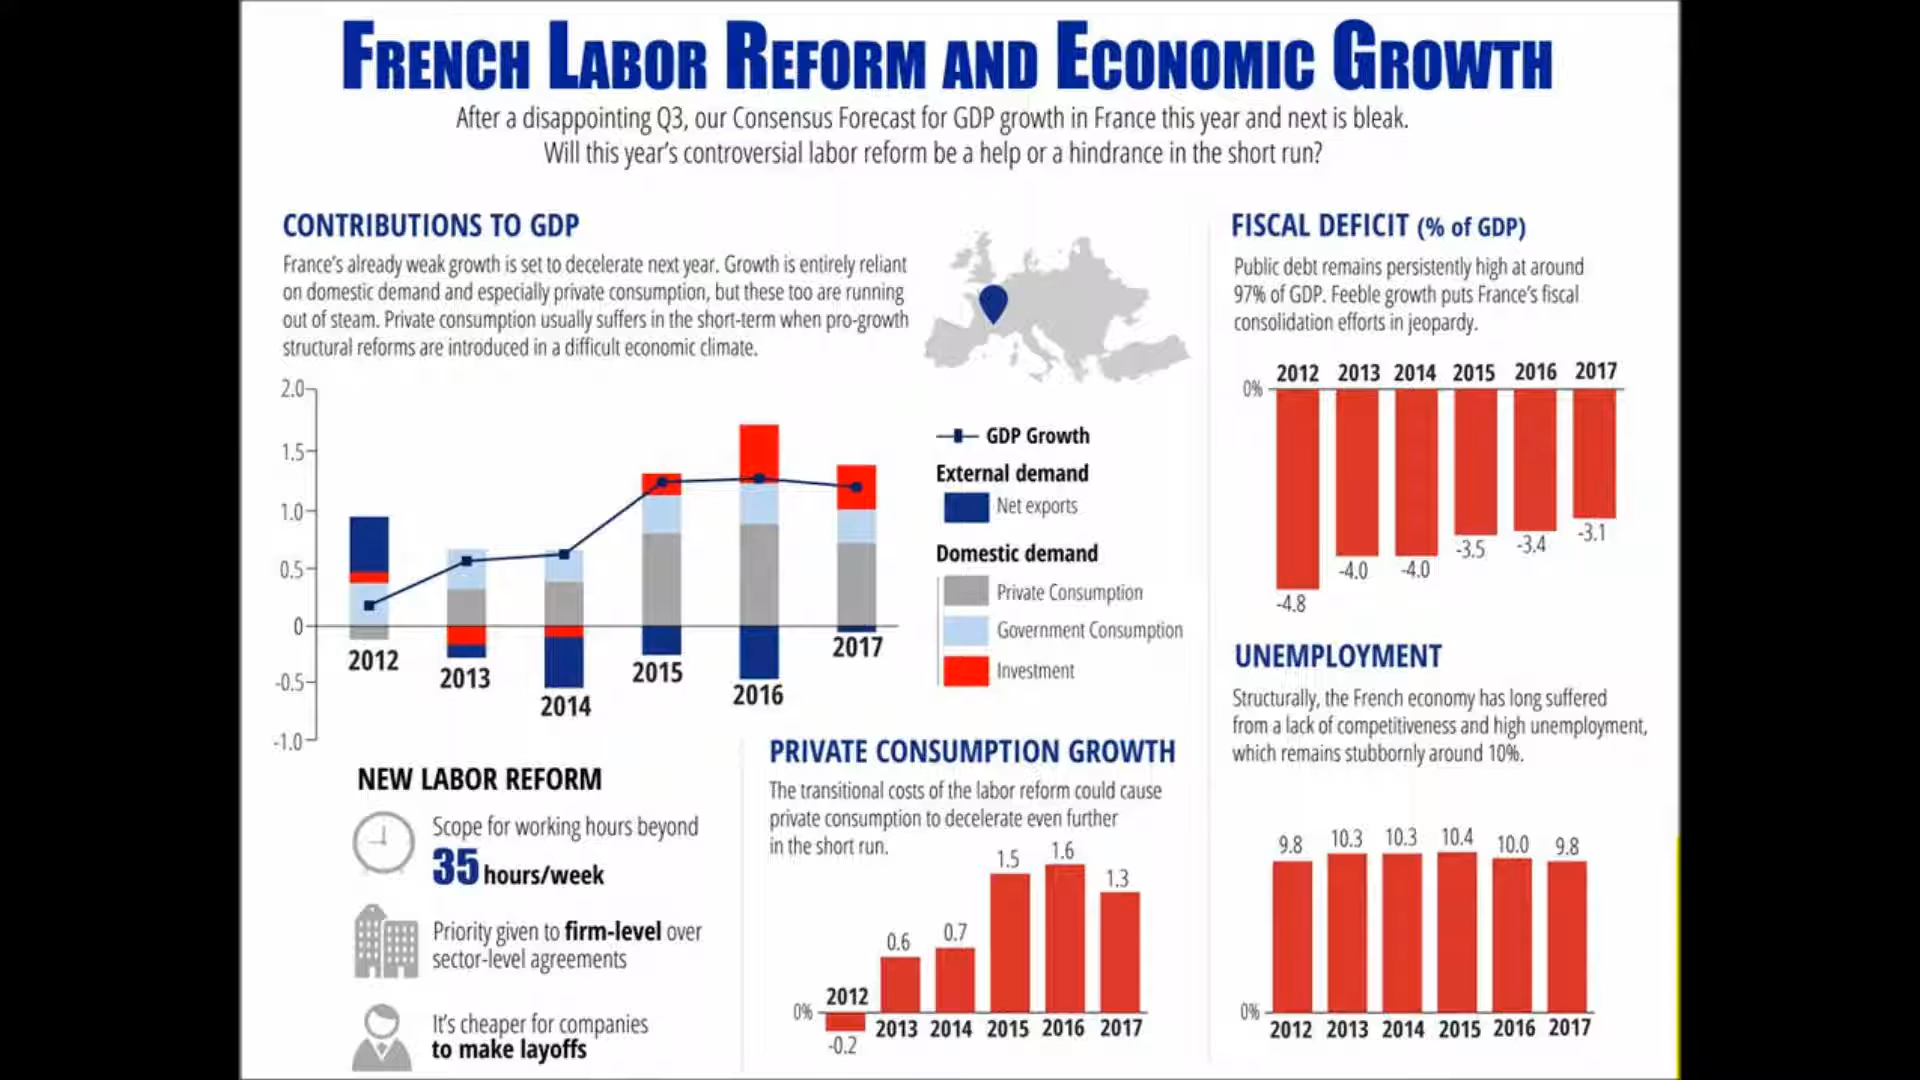 FRENCH LABOR REFORM AND ECONOMIC GROWTH
After a disappointing Q3, our Consensus Forecast for GDP growth in France this year and next is bleak.
Will this year's controversial labor reform be a help or a hindrance in the short run?
CONTRIBUTIONS TO GDP
France's already weak growth is set to decelerate next year. Growth is entirely reliant
on domestic demand and especially private consumption, but these too are running
out of steam. Private consumption usually suffers in the short-term when pro-growth
structural reforms are introduced in a difficult economic climate.
2.0
1.5
1.0
0.5
0
-0.5
-1.0
2012
2013
2014
2015
2016
2017
GDP Growth
External demand
Net exports
Domestic demand
Private Consumption
Government Consumption
Investment
NEW LABOR REFORM
Scope for working hours beyond
35 hours/week
Priority given to firm-level over
sector-level agreements
It's cheaper for companies
to make layoffs
PRIVATE CONSUMPTION GROWTH
The transitional costs of the labor reform could cause
private consumption to decelerate even further
in the short run.
1.5 1.6 1.3
0.6 0.7
0% 2012
-0.2
2013 2014 2015 2016 2017
FISCAL DEFICIT (% of GDP)
Public debt remains persistently high at around
97% of GDP. Feeble growth puts France's fiscal
consolidation efforts in jeopardy.
2012 2013 2014 2015 2016 2017
0%
-4.8 -4.0 -4.0 -3.5 -3.4 -3.1
UNEMPLOYMENT
Structurally, the French economy has long suffered
from a lack of competitiveness and high unemployment,
which remains stubbornly around 10%.
9.8 10.3 10.3 10.4 10.0 9.8
0%
2012 2013 2014 2015 2016 2017